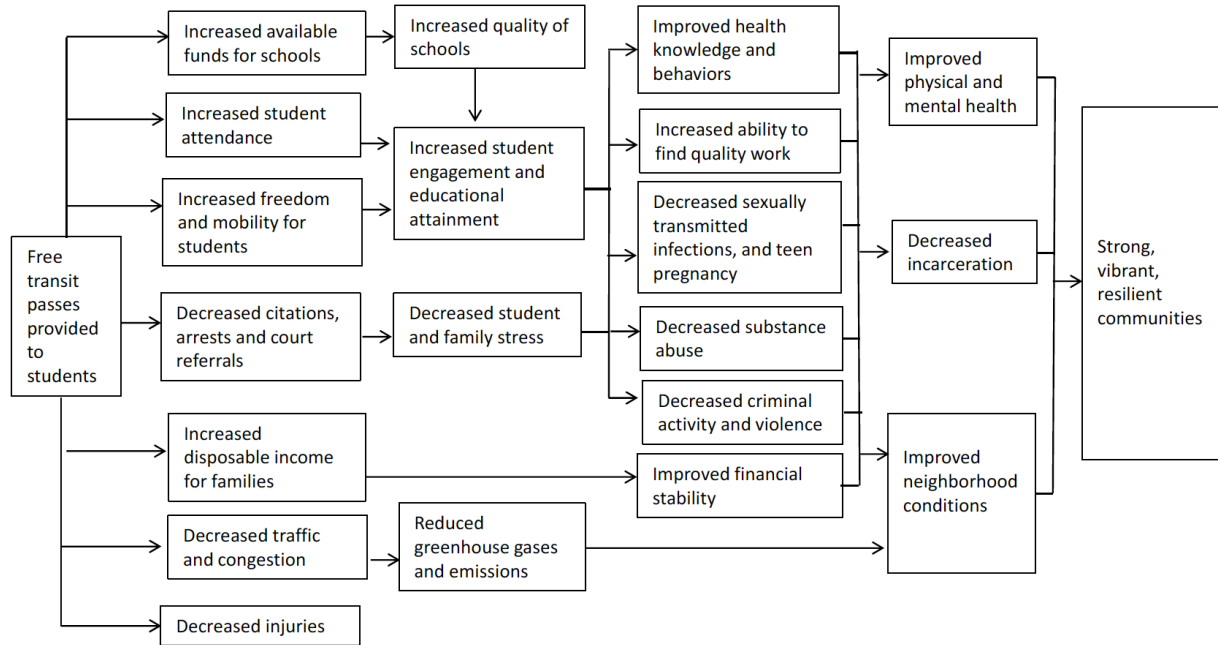 Free
transit
passes
provided
to
students
Increased available
funds for schools
Increased student
attendance
Increased freedom
and mobility for
students
Decreased citations,
arrests and court
referrals
Increased
disposable income
for families
Decreased traffic
and congestion
Decreased injuries
Increased quality of
schools
Increased student
engagement and
educational
attainment
Decreased student
and family stress
Reduced
greenhouse gases
and emissions
Improved health
knowledge and
behaviors
Increased ability to
find quality work
Decreased sexually
transmitted
infections, and teen
pregnancy
Decreased substance
abuse
Decreased criminal
activity and violence
Improved financial
stability
Improved
physical and
mental health
Decreased
incarceration
Improved
neighborhood
conditions
Strong,
vibrant,
resilient
communities